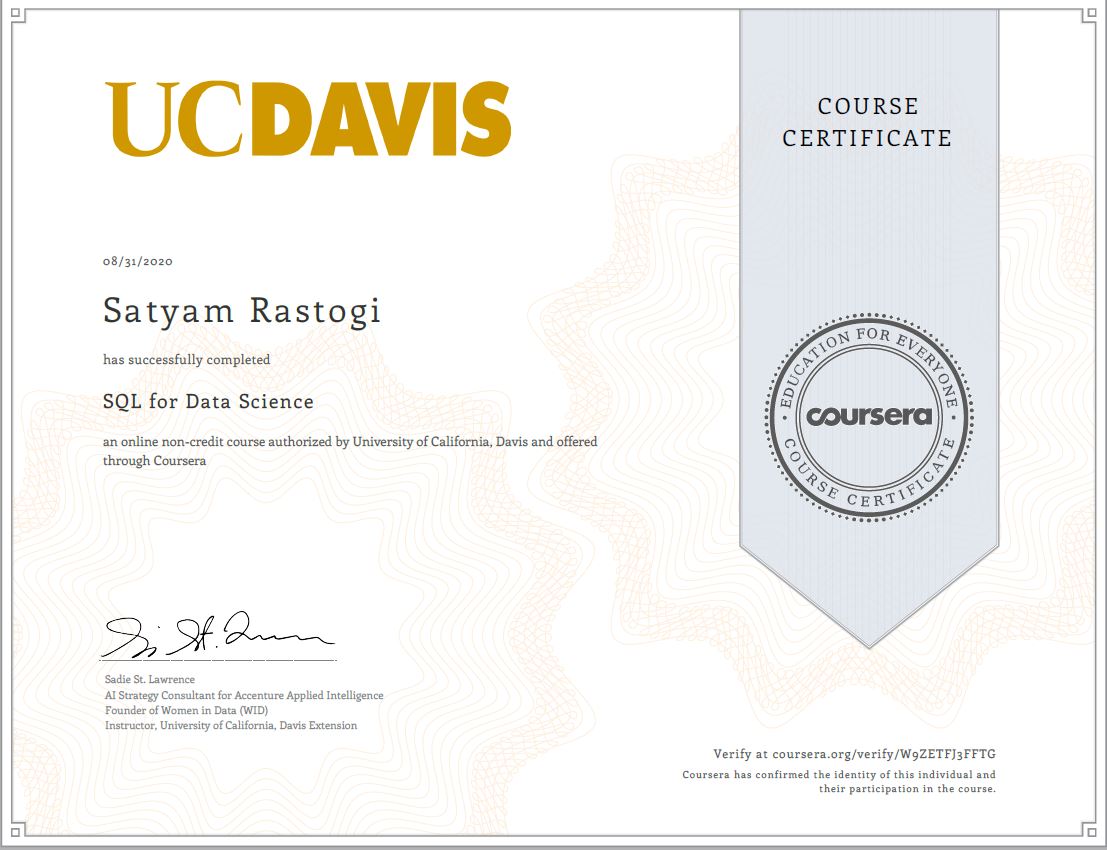 UCDAVIS
COURSE
CERTIFICATE
08/31/2020
Satyam Rastogi
has successfully completed
SQL for Data Science
an online non-credit course authorized by University of California, Davis and offered
through Coursera
EDUCATION FOR EVERYONE
coursera
COURSE CERTIFICATE
Sadie St. Lawrence
AI Strategy Consultant for Accenture Applied Intelligence
Founder of Women in Data (WID)
Instructor, University of California, Davis Extension
Verify at coursera.org/verify/W9ZETFJ3FFTG
Coursera has confirmed the identity of this individual and
their participation in the course.